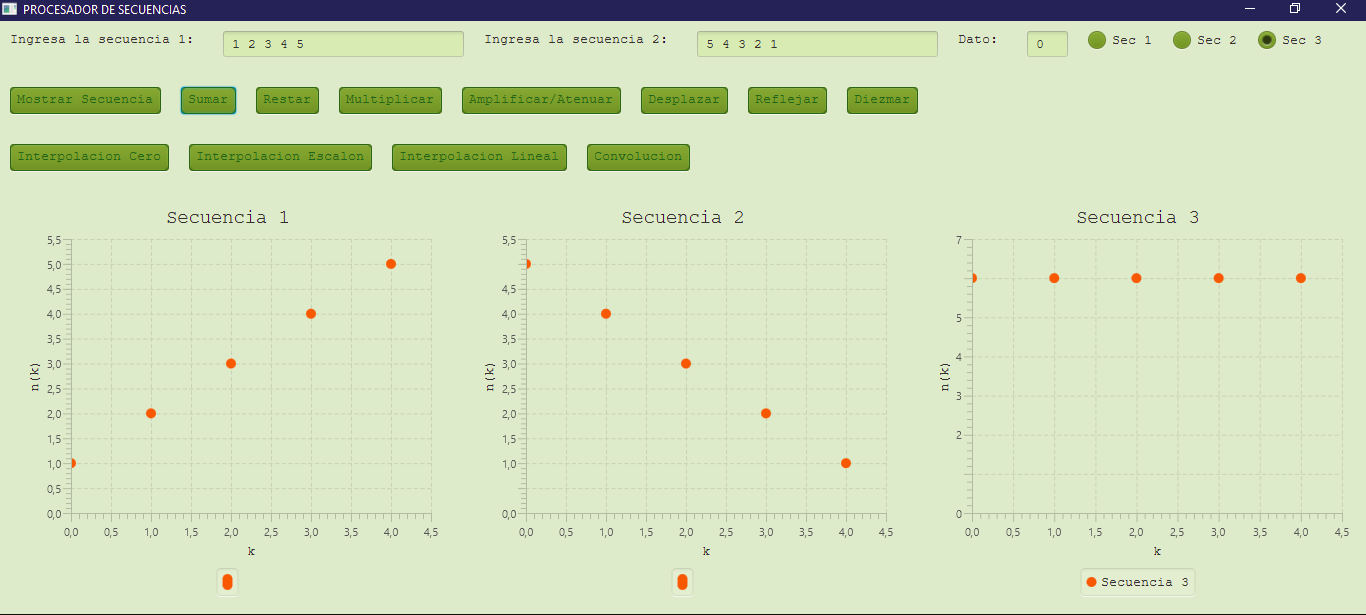 PROCESADOR DE SECUENCIAS
Ingresa la secuencia 1: 1 2 3 4 5 Ingresa la secuencia 2: 5 4 3 2 1 Dato: 0 Sec 1 Sec 2 Sec 3
Mostrar Secuencia Sumar Restar Multiplicar Amplificar/Atenuar Desplazar Reflejar Diezmar
Interpolacion Cero Interpolacion Escalon Interpolacion Lineal Convolucion
Secuencia 1
5,5
5,0
4,5
4,0
3,5
3,0
2,5
2,0
1,5
1,0
0,5
0,0
n(k)
0,0 0,5 1,0 1,5 2,0 2,5 3,0 3,5 4,0 4,5
k
Secuencia 2
5,5
5,0
4,5
4,0
3,5
3,0
2,5
2,0
1,5
1,0
0,5
0,0
n(k)
0,0 0,5 1,0 1,5 2,0 2,5 3,0 3,5 4,0 4,5
k
Secuencia 3
7
5
4
3
2
0
n(k)
0,0 0,5 1,0 1,5 2,0 2,5 3,0 3,5 4,0 4,5
k
Secuencia 3